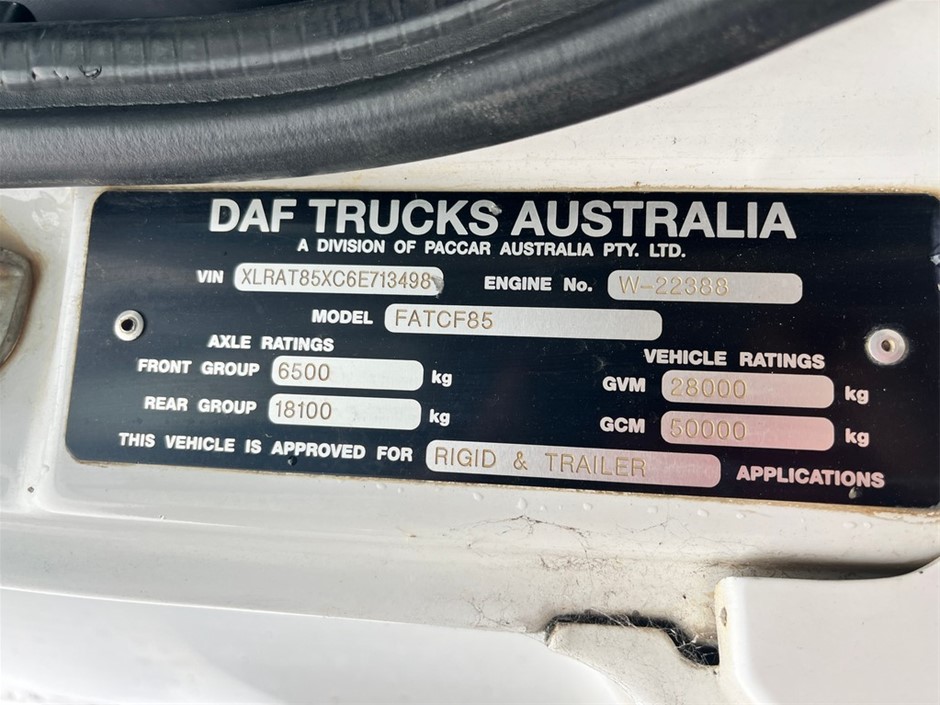 DAF TRUCKS AUSTRALIA
A DIVISION OF PACCAR AUSTRALIA PTY. LTD.
VIN XLRAT85XC6E713498 ENGINE No. W-22388
MODEL FATCF85
AXLE RATINGS VEHICLE RATINGS
FRONT GROUP 6500 kg GVM 28000 kg
REAR GROUP 18100 kg GCM 50000 kg
THIS VEHICLE IS APPROVED FOR RIGID & TRAILER APPLICATIONS